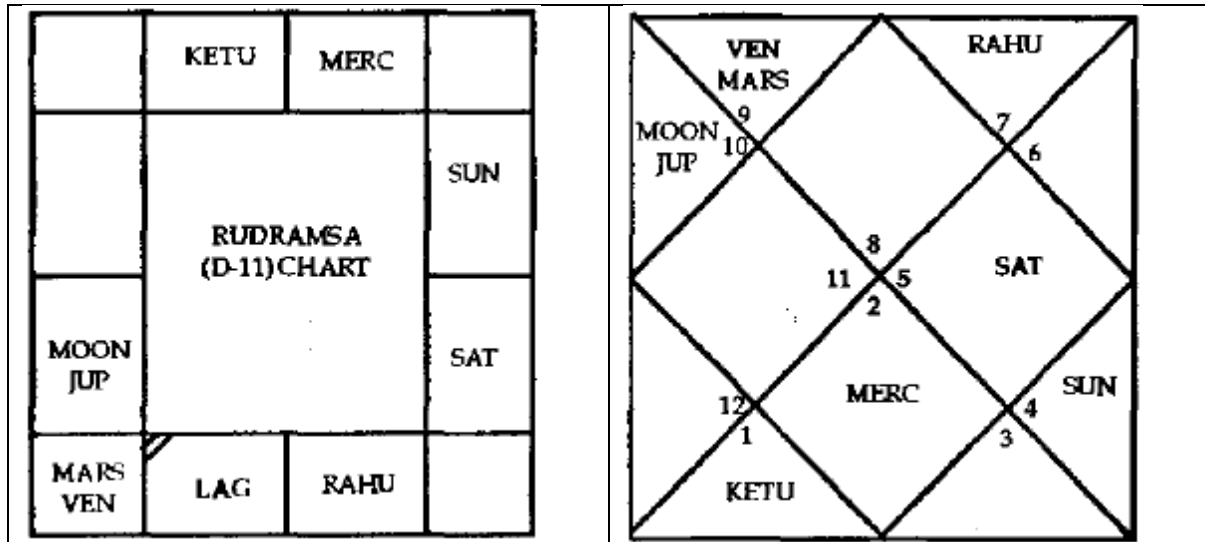 KETU
MERC
SUN
RUDRAMSA
(D-11) CHART
MOON
JUP
SAT
MARS
VEN
LAG
RAHU
VEN
MARS
RAHU
9
7
MOON
JUP
10
6
8
SAT
11
5
2
MERC
SUN
12
4
1
3
KETU